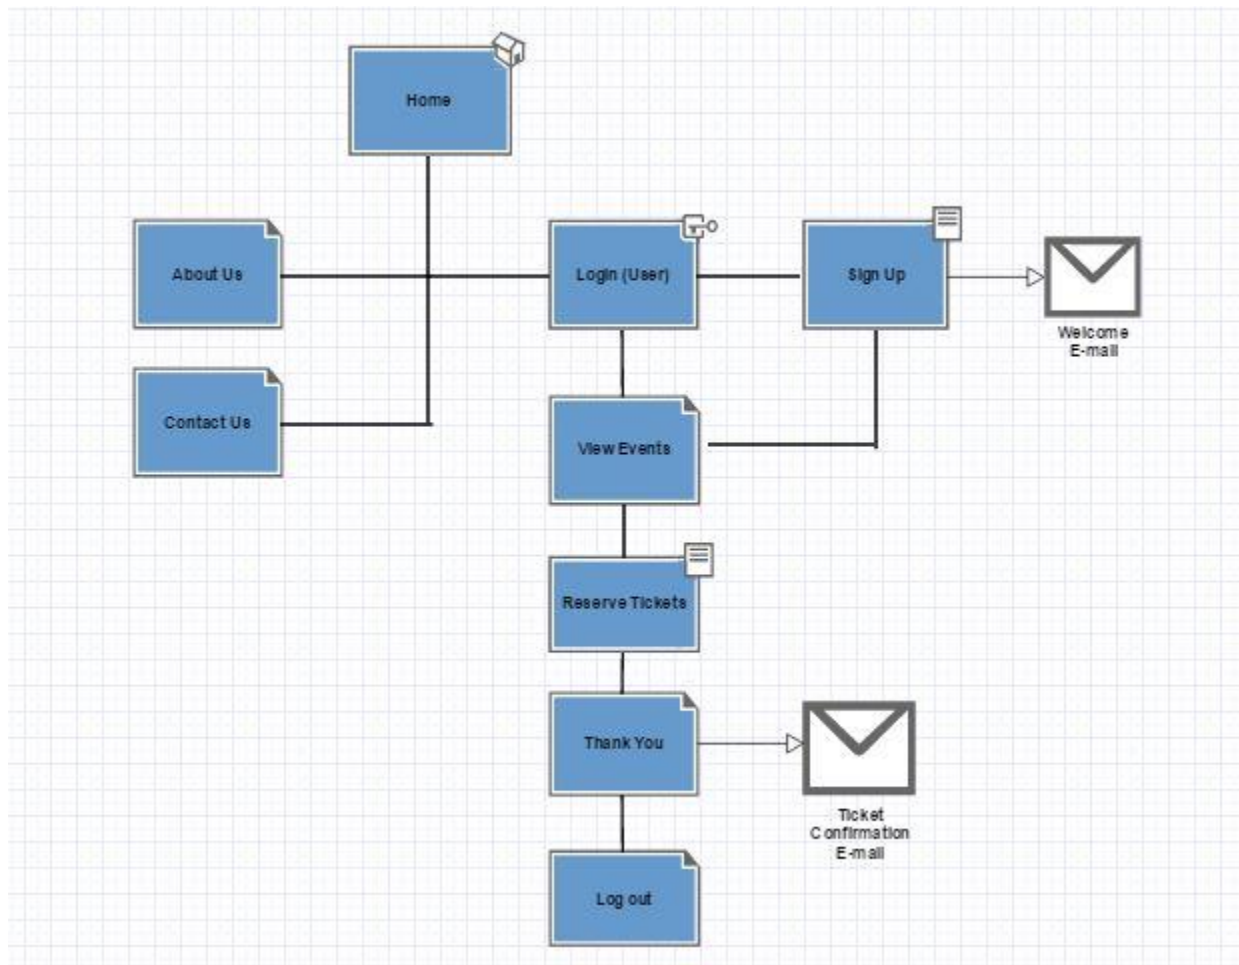 Home
About Us
Login (User)
Sign Up
Welcome
E-mail
Contact Us
View Events
Reserve Tickets
Thank You
Ticket
Confirmation
E-mail
Log out